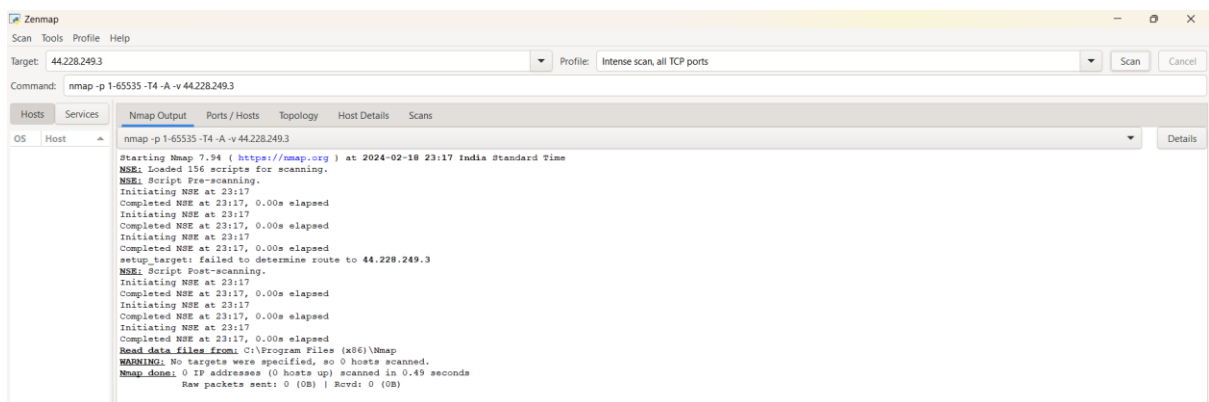 Zenmap
Scan Tools Profile Help
Target: 44.228.249.3 Profile: Intense scan, all TCP ports Scan Cancel
Command: nmap -p 1-65535 -T4 -A -v 44.228.249.3
Hosts Services Nmap Output Ports / Hosts Topology Host Details Scans
OS Host nmap -p 1-65535 -T4 -A -v 44.228.249.3 Details
Starting Nmap 7.94 ( https://nmap.org ) at 2024-02-18 23:17 India Standard Time
NSE: Loaded 156 scripts for scanning.
NSE: Script Pre-scanning.
Initiating NSE at 23:17
Completed NSE at 23:17, 0.00s elapsed
Initiating NSE at 23:17
Completed NSE at 23:17, 0.00s elapsed
Initiating NSE at 23:17
Completed NSE at 23:17, 0.00s elapsed
setup_target: failed to determine route to 44.228.249.3
NSE: Script Post-scanning.
Initiating NSE at 23:17
Completed NSE at 23:17, 0.00s elapsed
Initiating NSE at 23:17
Completed NSE at 23:17, 0.00s elapsed
Initiating NSE at 23:17
Completed NSE at 23:17, 0.00s elapsed
Read data files from: C:\Program Files (x86)\Nmap
WARNING: No targets were specified, so 0 hosts scanned.
Nmap done: 0 IP addresses (0 hosts up) scanned in 0.49 seconds
Raw packets sent: 0 (0B) | Rcvd: 0 (0B)